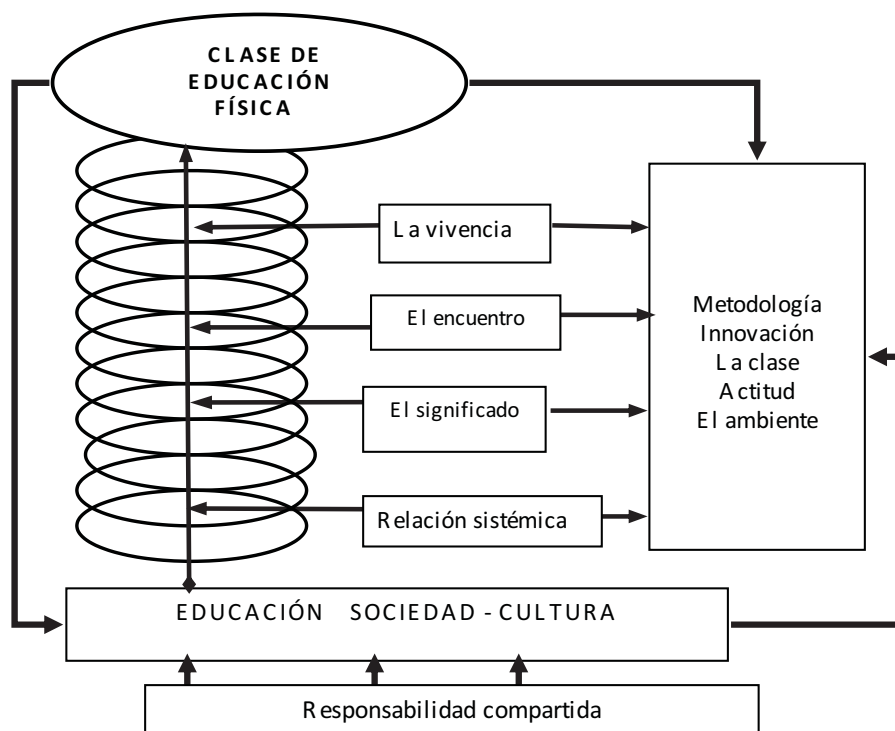 CLASE DE
EDUCACIÓN
FÍSICA
La vivencia
El encuentro
El significado
Relación sistémica
Metodología
Innovación
La clase
Actitud
El ambiente
EDUCACIÓN SOCIEDAD - CULTURA
Responsabilidad compartida